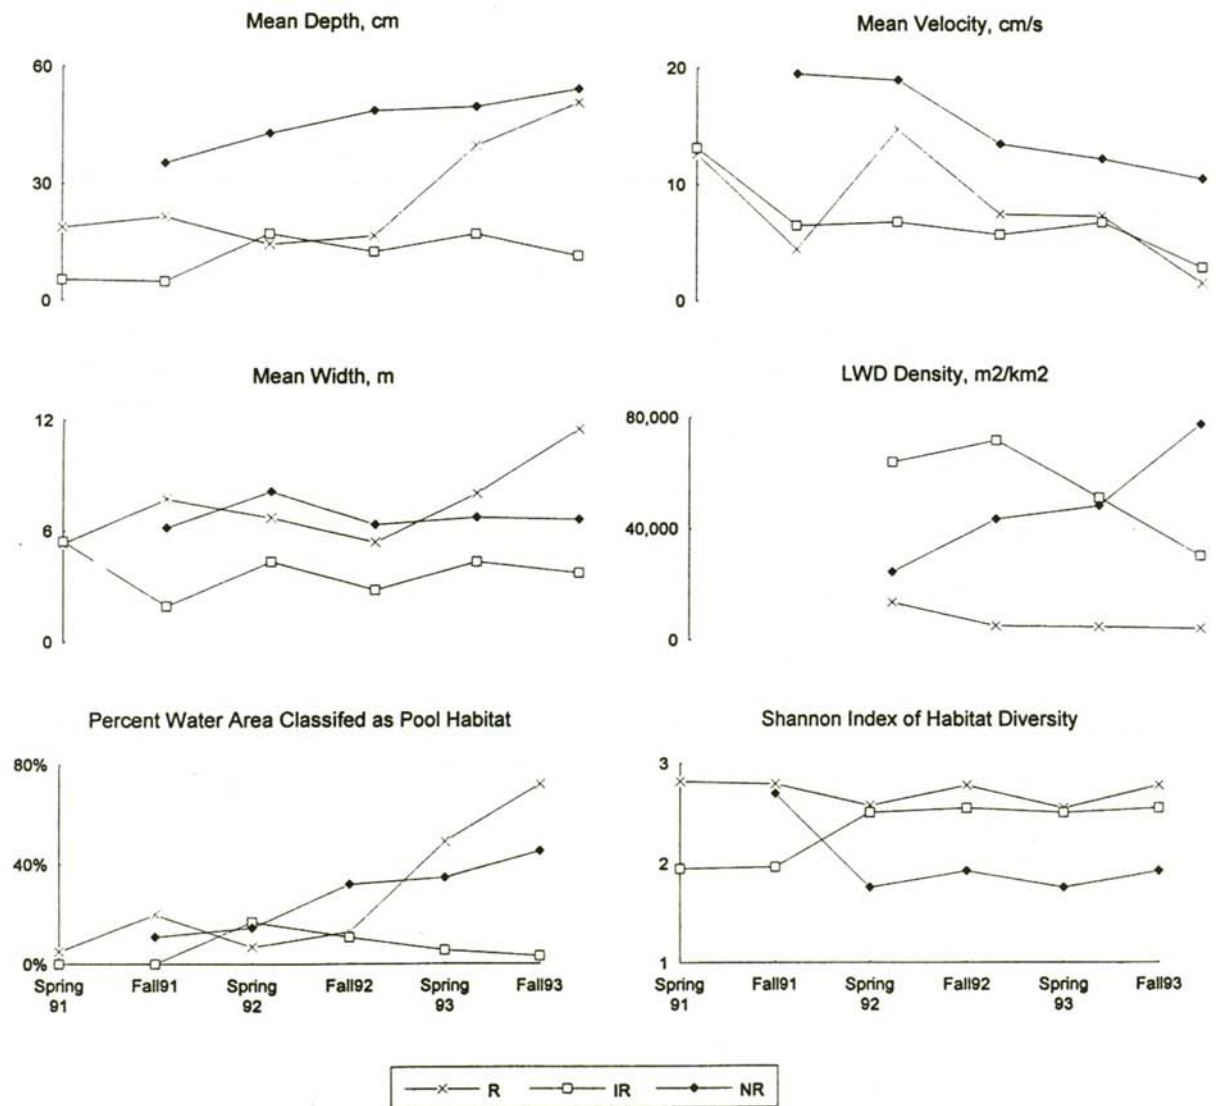 Mean Depth, cm
60
30
0
Mean Velocity, cm/s
20
10
0
Mean Width, m
12
6
0
LWD Density, m2/km2
80,000
40,000
0
Percent Water Area Classifed as Pool Habitat
80%
40%
0%
Spring
91
Fall91
Spring
92
Fall92
Spring
93
Fall93
Shannon Index of Habitat Diversity
3
2
1
Spring
91
Fall91
Spring
92
Fall92
Spring
93
Fall93
R IR NR